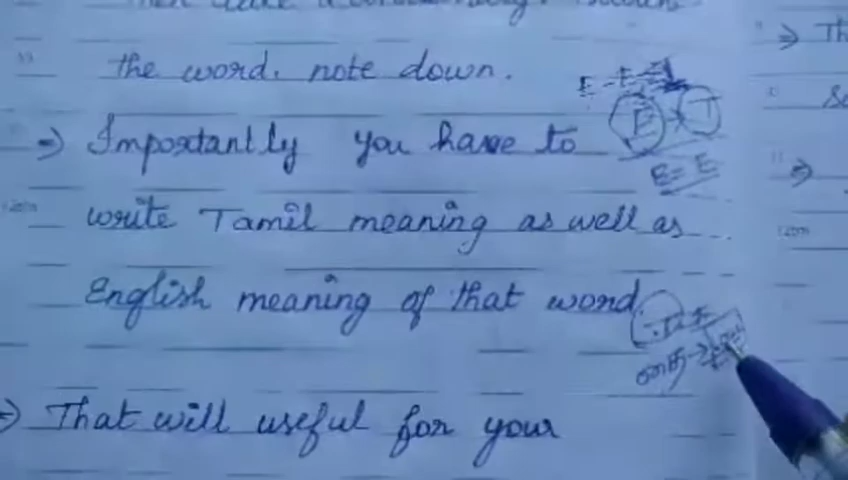 the word. note down.
⇒ Importantly you have to
write Tamil meaning as well as
English meaning of that word.
⇒ That will useful for your
E = E
⇒ Th
⇒